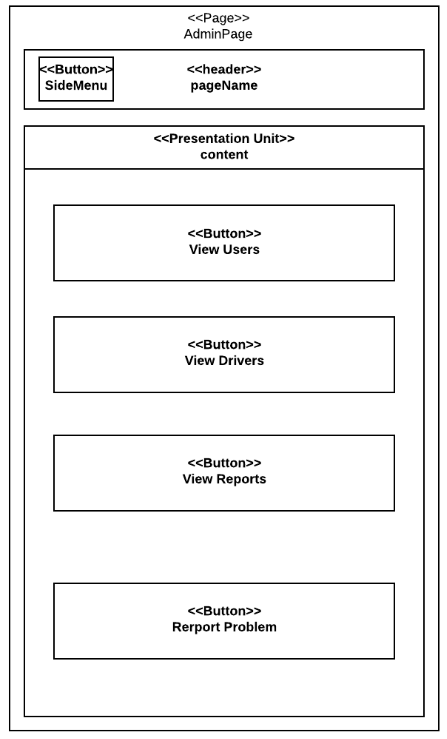 <<Page>>
AdminPage
<<Button>>
SideMenu
<<header>>
pageName
<<Presentation Unit>>
content
<<Button>>
View Users
<<Button>>
View Drivers
<<Button>>
View Reports
<<Button>>
Rerport Problem